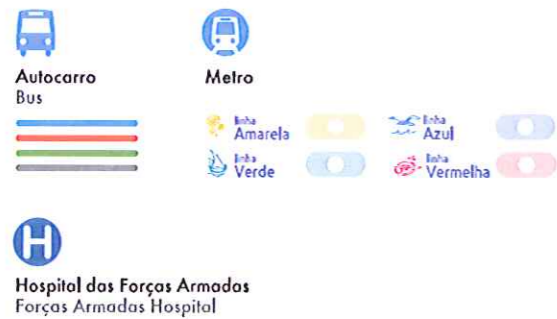 Autocarro
Bus
Metro
linha
Amarela
linha
Azul
linha
Verde
linha
Vermelha
H
Hospital das Forças Armadas
Forças Armadas Hospital